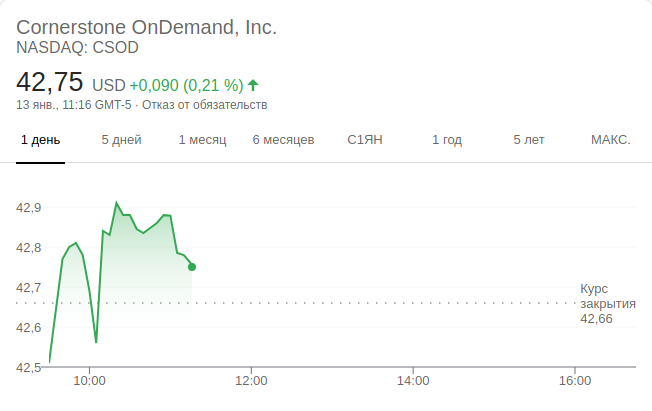 Cornerstone OnDemand, Inc.
NASDAQ: CSOD
42,75 USD +0,090 (0,21 %)
13 янв., 11:16 GMT-5 · Отказ от обязательств
1 день 5 дней 1 месяц 6 месяцев С1ЯН 1 год 5 лет МАКС.
42,9
42,8
42,7
Курс
закрытия
42,66
42,6
42,5
10:00 12:00 14:00 16:00